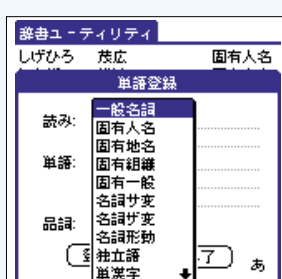 辞書ユーティリティ
しげひろ 茂広 固有人名
単語登録
読み:
単語:
品詞:
一般名詞
固有人名
固有地名
固有組織
固有一般
名詞サ変
名詞ザ変
名詞形動
独立語
単漢字
了
あ